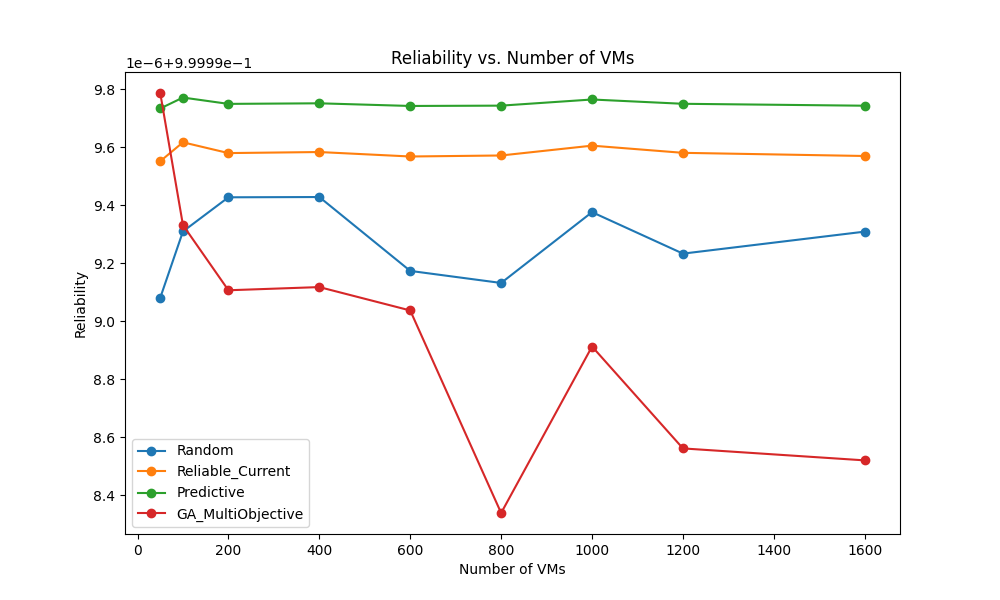 Reliability vs. Number of VMs
1e−6+9.9999e−1
9.8
9.6
9.4
9.2
9.0
8.8
8.6
8.4
Reliability
Random
Reliable_Current
Predictive
GA_MultiObjective
0 200 400 600 800 1000 1200 1400 1600
Number of VMs